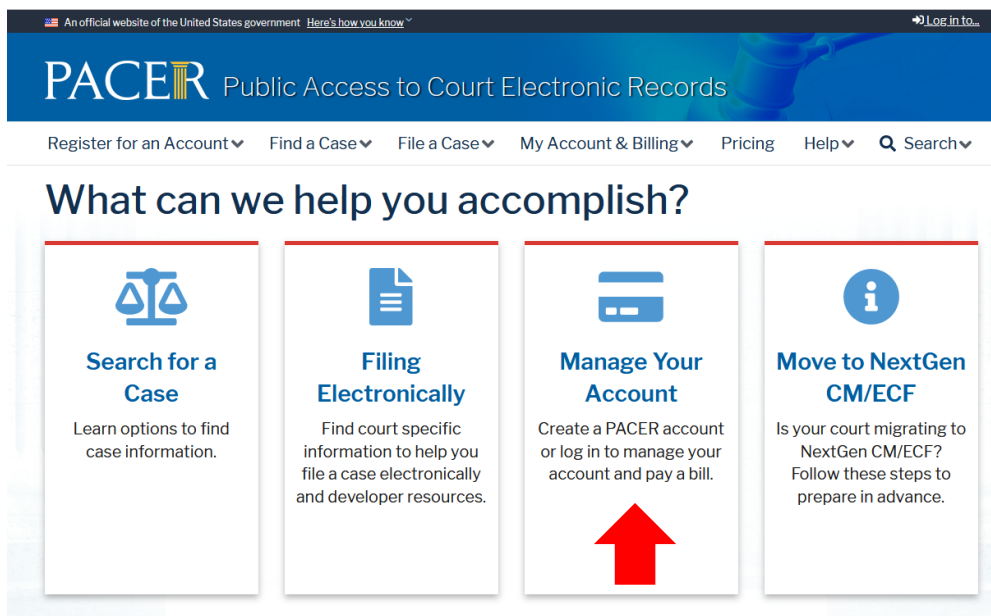 An official website of the United States government Here's how you know
Log in to...
PACER Public Access to Court Electronic Records
Register for an Account Find a Case File a Case My Account & Billing Pricing Help Search
What can we help you accomplish?
Search for a
Case
Learn options to find
case information.
Filing
Electronically
Find court specific
information to help you
file a case electronically
and developer resources.
Manage Your
Account
Create a PACER account
or log in to manage your
account and pay a bill.
Move to NextGen
CM/ECF
Is your court migrating to
NextGen CM/ECF?
Follow these steps to
prepare in advance.